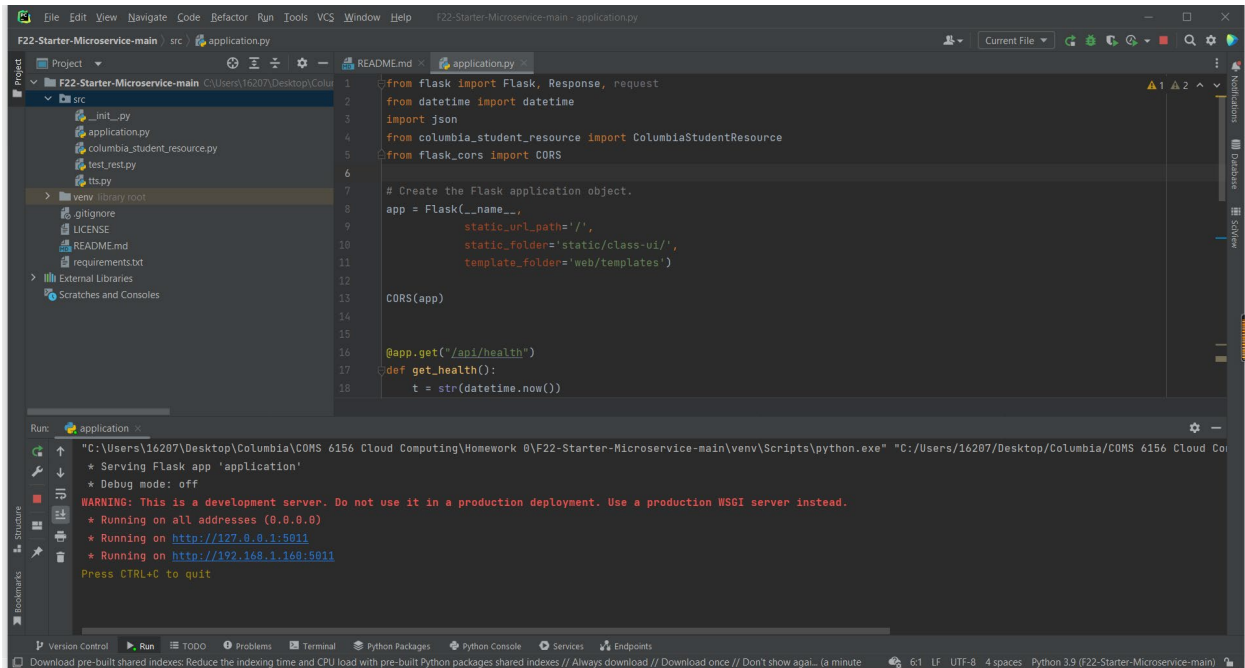 File Edit View Navigate Code Refactor Run Tools VCS Window Help F22-Starter-Microservice-main - application.py
F22-Starter-Microservice-main src application.py
Current File
Project
README.md
application.py
F22-Starter-Microservice-main C:\Users\16207\Desktop\Colu
src
__init__.py
application.py
columbia_student_resource.py
test_rest.py
tts.py
venv library root
.gitignore
LICENSE
README.md
requirements.txt
External Libraries
Scratches and Consoles
1 from flask import Flask, Response, request
2 from datetime import datetime
3 import json
4 from columbia_student_resource import ColumbiaStudentResource
5 from flask_cors import CORS
6
7 # Create the Flask application object.
8 app = Flask(__name__,
9 static_url_path='/',
10 static_folder='static/class-ui/',
11 template_folder='web/templates')
12
13 CORS(app)
14
15
16 @app.get("/api/health")
17 def get_health():
18 t = str(datetime.now())
1 2
Project
Notifications
Database
SciView
Run: application
"C:\Users\16207\Desktop\Columbia\COMS 6156 Cloud Computing\Homework 0\F22-Starter-Microservice-main\venv\Scripts\python.exe" "C:/Users/16207/Desktop/Columbia/COMS 6156 Cloud Co
* Serving Flask app 'application'
* Debug mode: off
WARNING: This is a development server. Do not use it in a production deployment. Use a production WSGI server instead.
* Running on all addresses (0.0.0.0)
* Running on http://127.0.0.1:5011
* Running on http://192.168.1.160:5011
Press CTRL+C to quit
Structure
Bookmarks
Version Control Run TODO Problems Terminal Python Packages Python Console Services Endpoints
Download pre-built shared indexes: Reduce the indexing time and CPU load with pre-built Python packages shared indexes // Always download // Download once // Don't show agai... (a minute 6:1 LF UTF-8 4 spaces Python 3.9 (F22-Starter-Microservice-main)